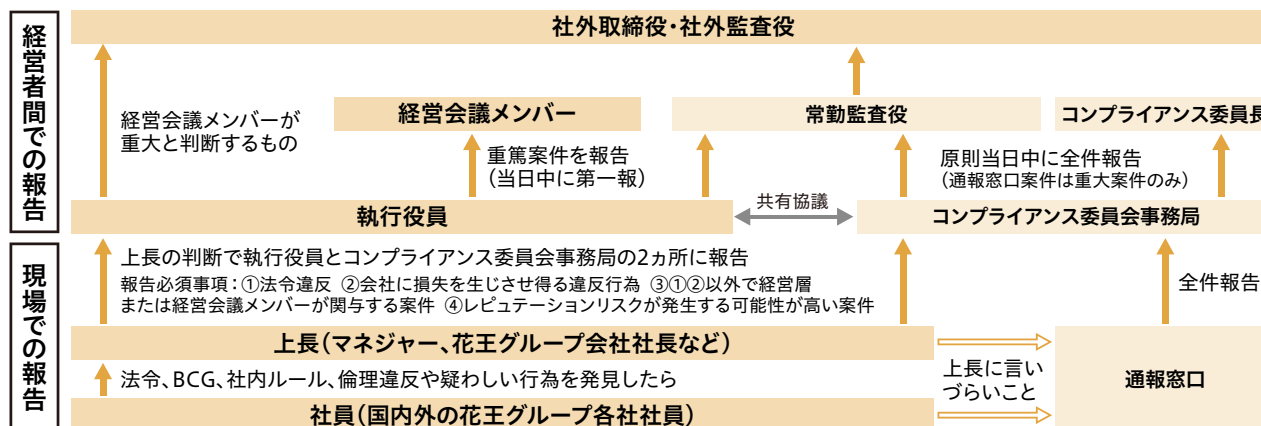 経営者間での報告
社外取締役・社外監査役
経営会議メンバーが
重大と判断するもの
経営会議メンバー
常勤監査役
コンプライアンス委員長
重篤案件を報告
(当日中に第一報)
原則当日中に全件報告
(通報窓口案件は重大案件のみ)
執行役員
共有協議
コンプライアンス委員会事務局
現場での報告
上長の判断で執行役員とコンプライアンス委員会事務局の2ヵ所に報告
報告必須事項：①法令違反 ②会社に損失を生じさせ得る違反行為 ③①②以外で経営層
または経営会議メンバーが関与する案件 ④レピュテーションリスクが発生する可能性が高い案件
全件報告
上長(マネジャー、花王グループ会社社長など)
法令、BCG、社内ルール、倫理違反や疑わしい行為を発見したら
上長に言い
づらいこと
通報窓口
社員(国内外の花王グループ各社社員)